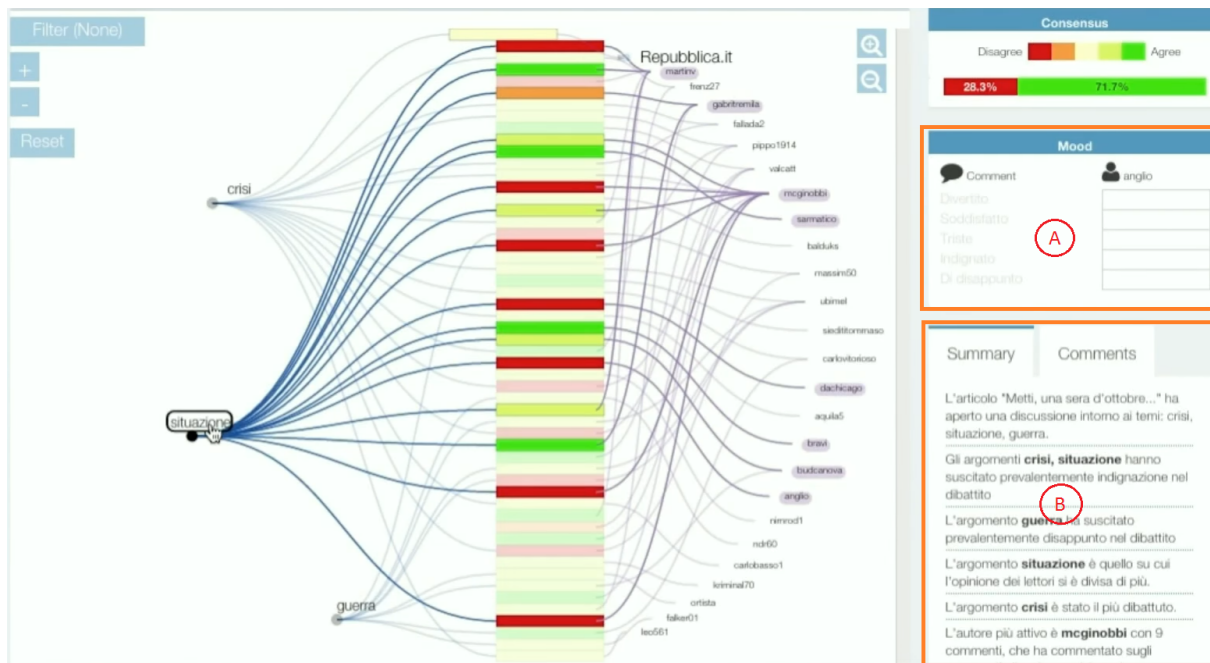 Filter (None)
+
-
Reset
crisi
situazione
guerra
Repubblica.it
martinv
frenz27
gabritremila
fallada2
pippo1914
valcatt
mcginobbi
sarmatico
balduks
massim50
ubimel
siedititommaso
carlovitorioso
dachicago
aquila5
bravi
budcanova
anglio
nimrod1
ndr60
carlobasso1
kriminal70
ortista
falker01
leo561
Consensus
Disagree Agree
28.3% 71.7%
Mood
Comment anglio
Divertito
Soddisfatto
Triste
Indignato
Di disappunto
A
Summary Comments
L'articolo "Metti, una sera d'ottobre..." ha
aperto una discussione intorno ai temi: crisi,
situazione, guerra.
Gli argomenti crisi, situazione hanno
suscitato prevalentemente indignazione nel
dibattito
B
L'argomento guerra ha suscitato
prevalentemente disappunto nel dibattito
L'argomento situazione è quello su cui
l'opinione dei lettori si è divisa di più.
L'argomento crisi è stato il più dibattuto.
L'autore più attivo è mcginobbi con 9
commenti, che ha commentato sugli